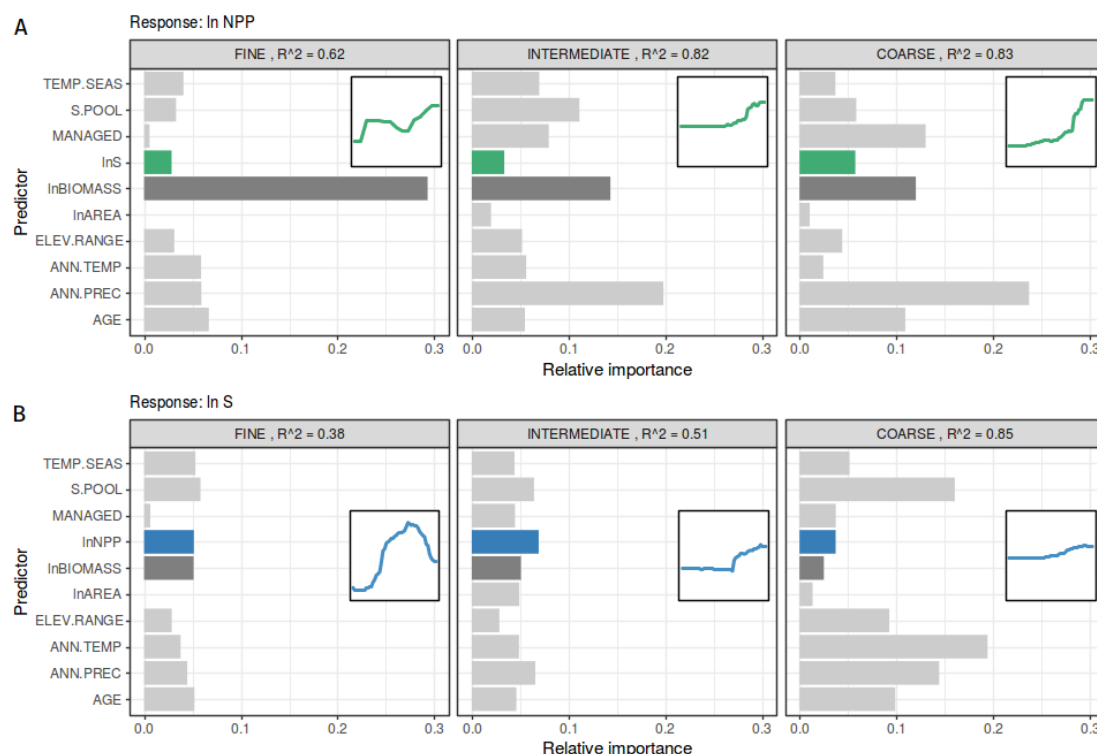 A
Response: ln NPP
FINE , R^2 = 0.62
INTERMEDIATE , R^2 = 0.82
COARSE , R^2 = 0.83
Predictor
TEMP.SEAS
S.POOL
MANAGED
lnS
lnBIOMASS
lnAREA
ELEV.RANGE
ANN.TEMP
ANN.PREC
AGE
0.0 0.1 0.2 0.3 0.0 0.1 0.2 0.3 0.0 0.1 0.2 0.3
Relative importance
B
Response: ln S
FINE , R^2 = 0.38
INTERMEDIATE , R^2 = 0.51
COARSE , R^2 = 0.85
Predictor
TEMP.SEAS
S.POOL
MANAGED
lnNPP
lnBIOMASS
lnAREA
ELEV.RANGE
ANN.TEMP
ANN.PREC
AGE
0.0 0.1 0.2 0.3 0.0 0.1 0.2 0.3 0.0 0.1 0.2 0.3
Relative importance